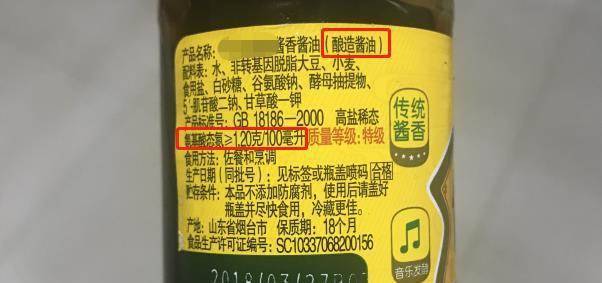 产品名称: 酱香酱油(酿造酱油)
配料表: 水、非转基因脱脂大豆、小麦、
食用盐、白砂糖、谷氨酸钠、酵母抽提物、
5'-肌苷酸二钠、甘草酸一钾
产品标准号: GB 18186-2000 高盐稀态
氨基酸态氮≥1.20克/100毫升 质量等级: 特级
食用方法: 佐餐和烹调
生产日期(同批号): 见标签或瓶盖喷码 合格
贮存条件: 本品不添加防腐剂, 使用后请盖好
瓶盖并尽快食用, 冷藏更佳。
产地: 山东省烟台市 保质期: 18个月
食品生产许可证编号: SC10337068200156
传统
酱香
音乐发酵